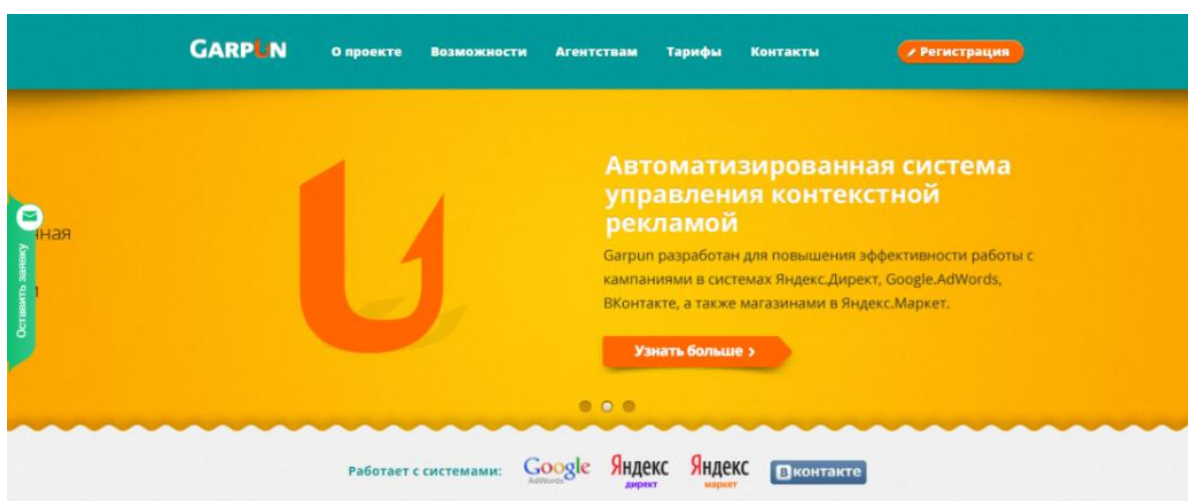 GARPUN
О проекте
Возможности
Агентствам
Тарифы
Контакты
Регистрация
Оставить заявку
Автоматизированная система
управления контекстной
рекламой
Garpun разработан для повышения эффективности работы с
кампаниями в системах Яндекс.Директ, Google.AdWords,
ВКонтакте, а также магазинами в Яндекс.Маркет.
Узнать больше >
Работает с системами:
Google
AdWords
Яндекс
директ
Яндекс
маркет
В контакте